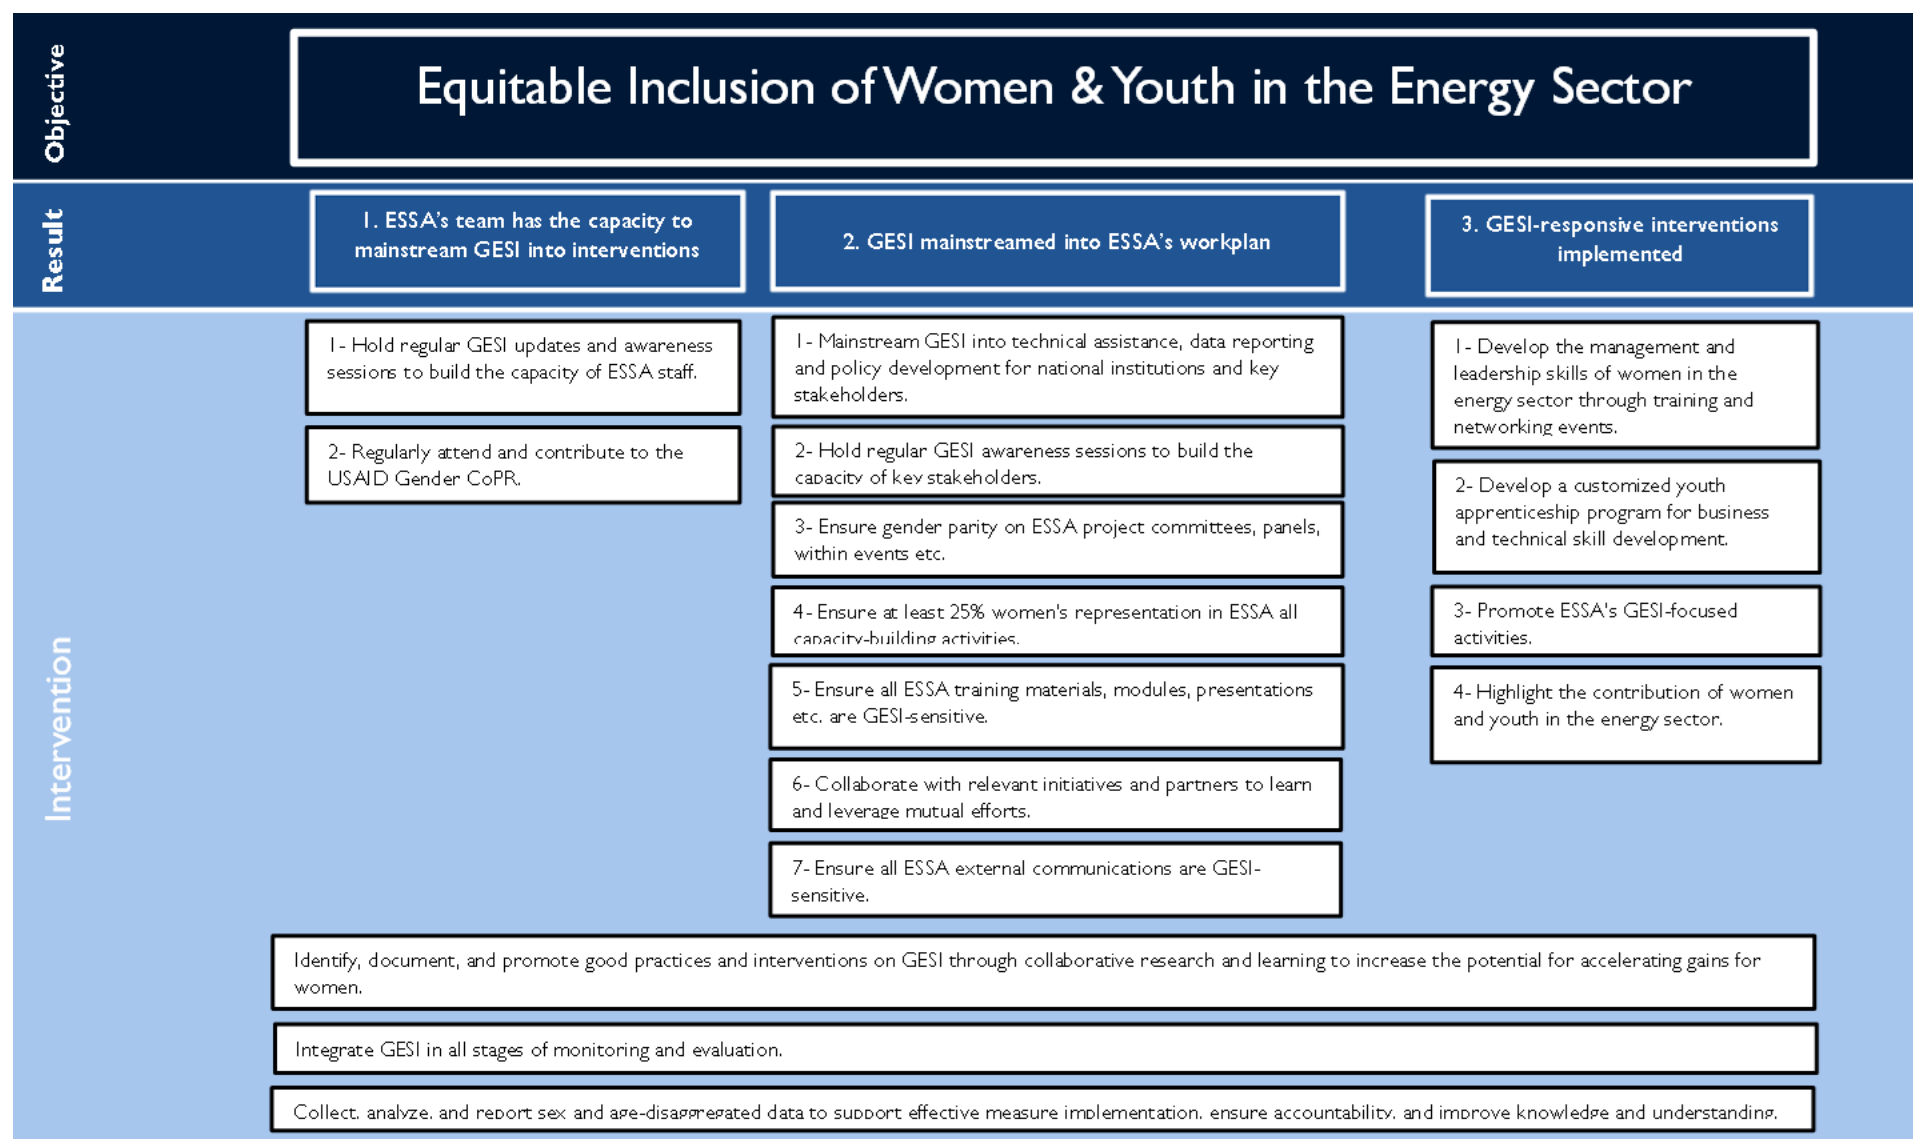 Objective
Equitable Inclusion of Women & Youth in the Energy Sector
Result
1. ESSA's team has the capacity to
mainstream GESI into interventions
2. GESI mainstreamed into ESSA's workplan
3. GESI-responsive interventions
implemented
Intervention
1- Hold regular GESI updates and awareness
sessions to build the capacity of ESSA staff.
2- Regularly attend and contribute to the
USAID Gender CoPR.
1- Mainstream GESI into technical assistance, data reporting
and policy development for national institutions and key
stakeholders.
2- Hold regular GESI awareness sessions to build the
capacity of key stakeholders.
3- Ensure gender parity on ESSA project committees, panels,
within events etc.
4- Ensure at least 25% women's representation in ESSA all
capacity-building activities.
5- Ensure all ESSA training materials, modules, presentations
etc. are GESI-sensitive.
6- Collaborate with relevant initiatives and partners to learn
and leverage mutual efforts.
7- Ensure all ESSA external communications are GESI-
sensitive.
1- Develop the management and
leadership skills of women in the
energy sector through training and
networking events.
2- Develop a customized youth
apprenticeship program for business
and technical skill development.
3- Promote ESSA's GESI-focused
activities.
4- Highlight the contribution of women
and youth in the energy sector.
Identify, document, and promote good practices and interventions on GESI through collaborative research and learning to increase the potential for accelerating gains for
women.
Integrate GESI in all stages of monitoring and evaluation.
Collect, analyze, and report sex and age-disaggregated data to support effective measure implementation, ensure accountability, and improve knowledge and understanding.